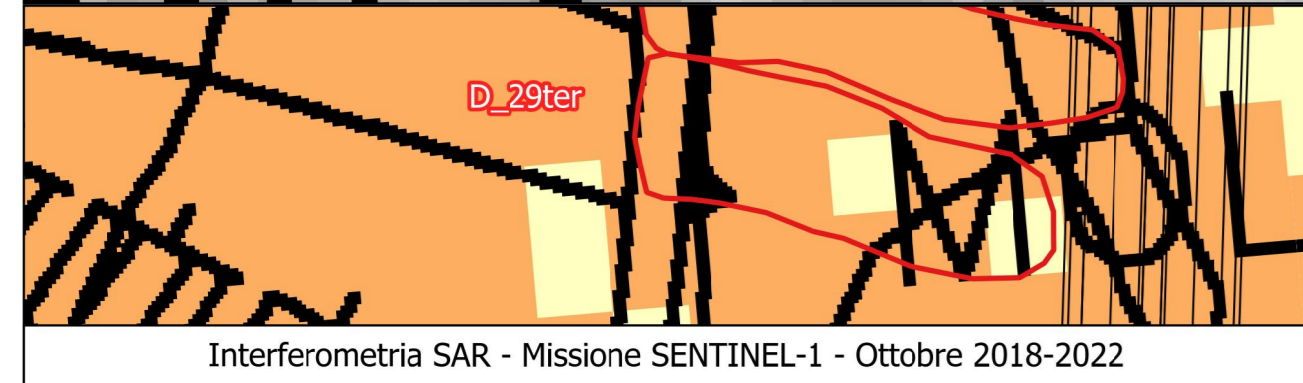 D_29ter
Interferometria SAR - Missione SENTINEL-1 - Ottobre 2018-2022